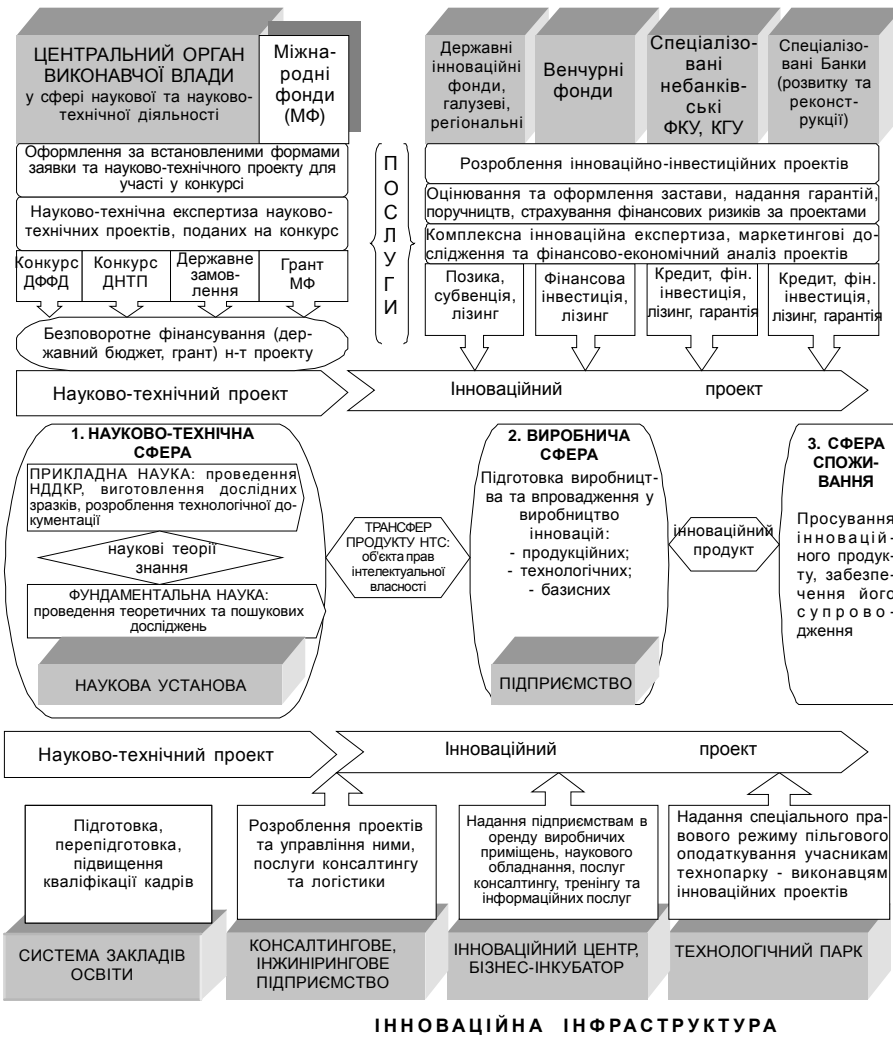 ЦЕНТРАЛЬНИЙ ОРГАН
ВИКОНАВЧОЇ ВЛАДИ
у сфері наукової та науково-
технічної діяльності
Міжна-
родні
фонди
(МФ)
Державні
інноваційні
фонди,
галузеві,
регіональні
Венчурні
фонди
Спеціалізо-
вані
небанків-
ські
ФКУ, КГУ
Спеціалізо-
вані Банки
(розвитку та
реконст-
рукції)
Оформлення за встановленими формами
заявки та науково-технічного проекту для
участі у конкурсі
Науково-технічна експертиза науково-
технічних проектів, поданих на конкурс
Конкурс
ДФФД
Конкурс
ДНТП
Державне
замов-
лення
Грант
МФ
Безповоротне фінансування (дер-
жавний бюджет, грант) н-т проекту
П
О
С
Л
У
Г
И
Розроблення інноваційно-інвестиційних проектів
Оцінювання та оформлення застави, надання гарантій,
поручництв, страхування фінансових ризиків за проектами
Комплексна інноваційна експертиза, маркетингові до-
слідження та фінансово-економічний аналіз проектів
Позика,
субвенція,
лізинг
Фінансова
інвестиція,
лізинг
Кредит, фін.
інвестиція,
лізинг, гарантія
Кредит, фін.
інвестиція,
лізинг, гарантія
Науково-технічний проект
Інноваційний проект
1. НАУКОВО-ТЕХНІЧНА
СФЕРА
ПРИКЛАДНА НАУКА: проведення
НДДКР, виготовлення дослідних
зразків, розроблення технологічної до-
кументації
наукові теорії
знання
ФУНДАМЕНТАЛЬНА НАУКА:
проведення теоретичних та пошукових
досліджень
НАУКОВА УСТАНОВА
ТРАНСФЕР
ПРОДУКТУ НТС:
об'єкта прав
інтелектуальної
власності
2. ВИРОБНИЧА
СФЕРА
Підготовка виробницт-
ва та впровадження у
виробництво
інновацій:
- продукційних;
- технологічних;
- базисних
ПІДПРИЄМСТВО
інноваційний
продукт
3. СФЕРА
СПОЖИ-
ВАННЯ
Просування
інновацій-
ного продук-
ту, забезпе-
чення його
супрово-
дження
Науково-технічний проект
Інноваційний проект
Підготовка,
перепідготовка,
підвищення
кваліфікації кадрів
Розроблення проектів
та управління ними,
послуги консалтингу
та логістики
Надання підприємствам в
оренду виробничих
приміщень, наукового
обладнання, послуг
консалтингу, тренінгу та
інформаційних послуг
Надання спеціального пра-
вового режиму пільгового
оподаткування учасникам
технопарку - виконавцям
інноваційних проектів
СИСТЕМА ЗАКЛАДІВ
ОСВІТИ
КОНСАЛТИНГОВЕ,
ІНЖИНІРИНГОВЕ
ПІДПРИЄМСТВО
ІННОВАЦІЙНИЙ ЦЕНТР,
БІЗНЕС-ІНКУБАТОР
ТЕХНОЛОГІЧНИЙ ПАРК
ІННОВАЦІЙНА ІНФРАСТРУКТУРА